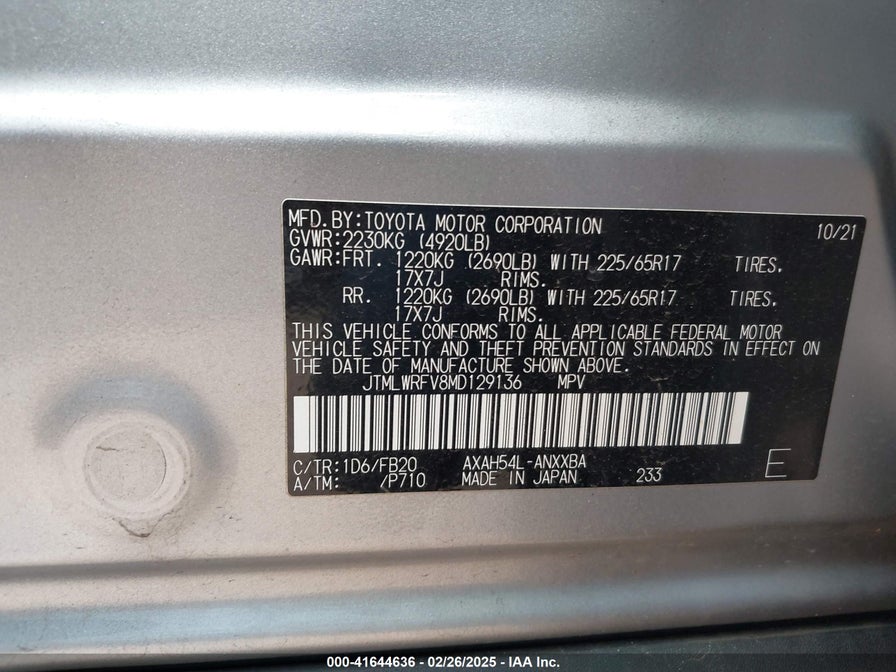 MFD.BY:TOYOTA MOTOR CORPORATION 10/21
GVWR:2230KG (4920LB)
GAWR:FRT. 1220KG (2690LB) WITH 225/65R17 TIRES,
17X7J RIMS.
RR. 1220KG (2690LB) WITH 225/65R17 TIRES,
17X7J RIMS.
THIS VEHICLE CONFORMS TO ALL APPLICABLE FEDERAL MOTOR
VEHICLE SAFETY AND THEFT PREVENTION STANDARDS IN EFFECT ON
THE DATE OF MANUFACTURE SHOWN ABOVE.
JTMLWRFV8MD129136 MPV
C/TR:1D6/FB20 AXAH54L-ANXXBA
A/TM: /P710 MADE IN JAPAN 233 E
000-41644636 - 02/26/2025 - IAA Inc.